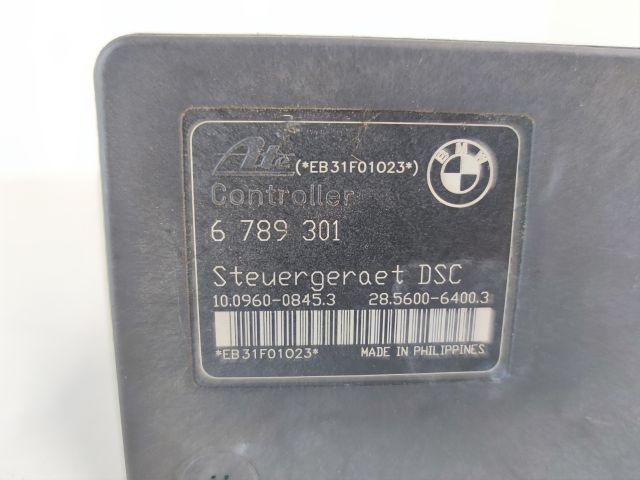 Ate (*EB31F01023*) BMW
Controller
6 789 301
Steuergeraet DSC
10.0960-0845.3 28.5600-6400.3
*EB31F01023* MADE IN PHILIPPINES